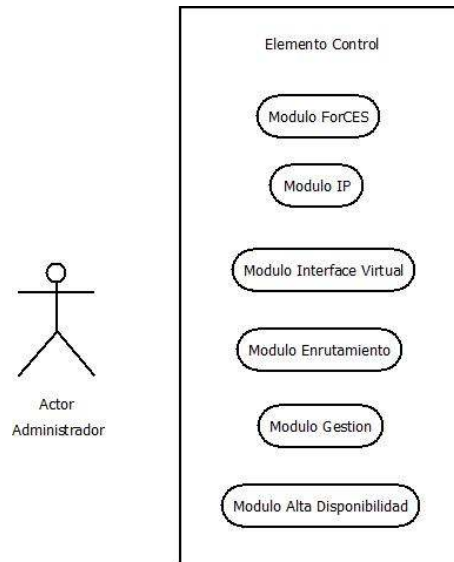 Elemento Control
Modulo ForCES
Modulo IP
Modulo Interface Virtual
Modulo Enrutamiento
Modulo Gestion
Modulo Alta Disponibilidad
Actor
Administrador